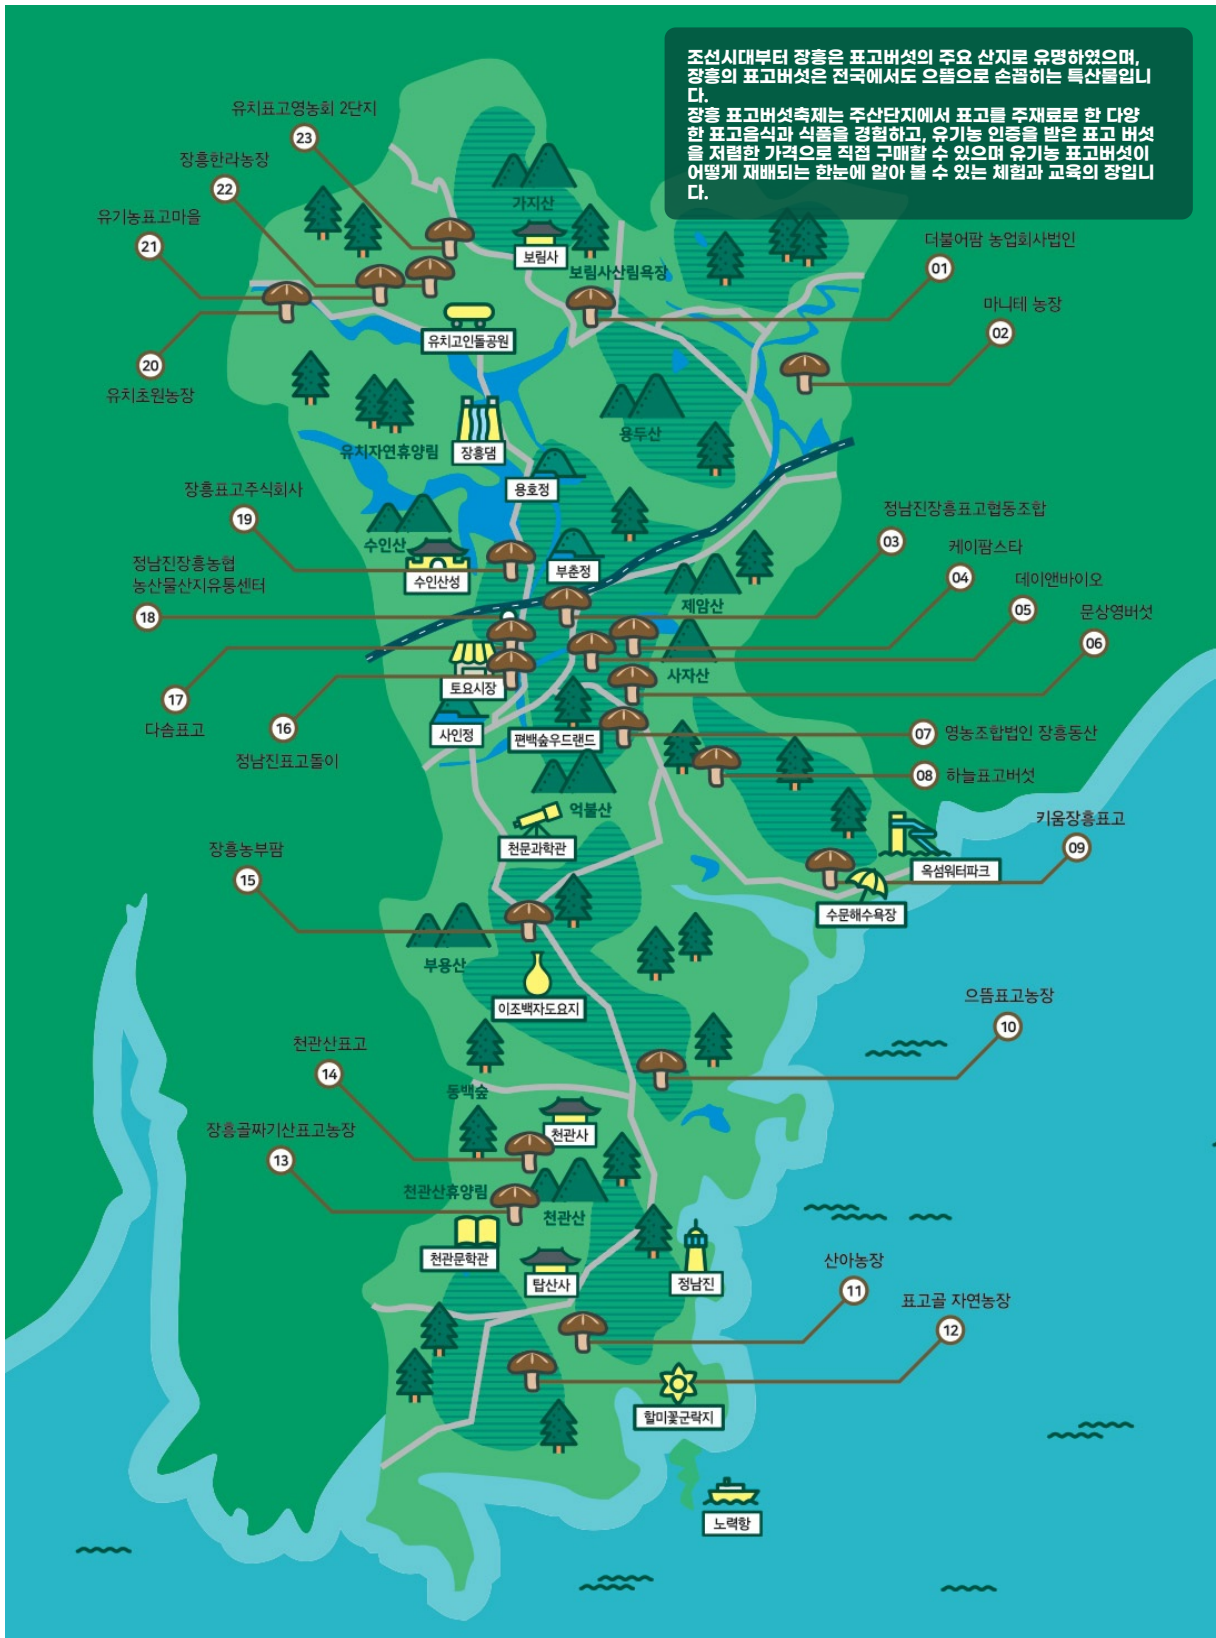 조선시대부터 장흥은 표고버섯의 주요 산지로 유명하였으며,
장흥의 표고버섯은 전국에서도 으뜸으로 손꼽히는 특산물입니
다.
장흥 표고버섯축제는 주산단지에서 표고를 주재료로 한 다양
한 표고음식과 식품을 경험하고, 유기농 인증을 받은 표고 버섯
을 저렴한 가격으로 직접 구매할 수 있으며 유기농 표고버섯이
어떻게 재배되는 한눈에 알아 볼 수 있는 체험과 교육의 장입니
다.
유치표고영농회 2단지
23
장흥한라농장
22
유기농표고마을
21
20
유치초원농장
가지산
보림사
보림사산림욕장
더불어팜 농업회사법인
01
마니테 농장
02
유치고인돌공원
용두산
유치자연휴양림
장흥댐
용호정
장흥표고주식회사
19
수인산
수인산성
부춘정
정남진장흥표고협동조합
03
케이팜스타
04
데이앤바이오
05
문상영버섯
06
정남진장흥농협
농산물산지유통센터
18
제암산
사자산
17
다솜표고
16
정남진표고돌이
토요시장
사인정
편백숲우드랜드
07 영농조합법인 장흥동산
08 하늘표고버섯
억불산
천문과학관
키움장흥표고
09
옥섬워터파크
수문해수욕장
장흥농부팜
15
부용산
이조백자도요지
으뜸표고농장
10
천관산표고
14
동백숲
천관사
장흥골짜기산표고농장
13
천관산휴양림
천관산
천관문학관
탑산사
정남진
산아농장
11
표고골 자연농장
12
할미꽃군락지
노력항